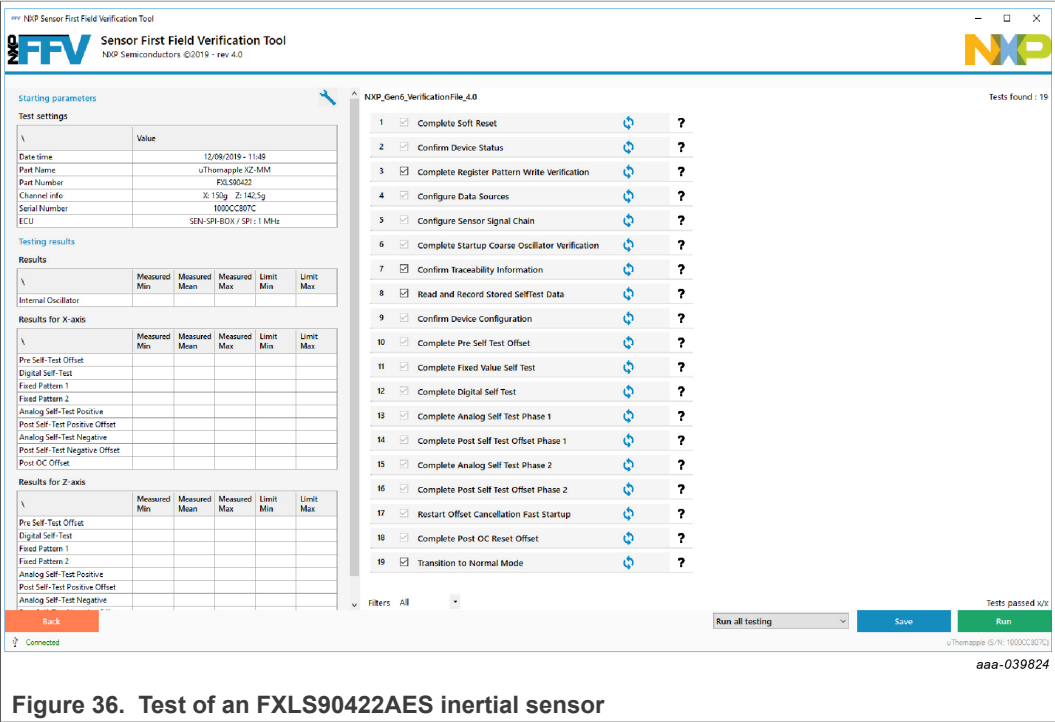 FFV NXP Sensor First Field Verification Tool
NXP FFV
Sensor First Field Verification Tool
NXP Semiconductors ©2019 - rev 4.0
NXP
Starting parameters
Test settings
\ Value
Date time 12/09/2019 - 11:49
Part Name uThornapple XZ-MM
Part Number FXLS90422
Channel info X: 150g Z: 142,5g
Serial Number 1000CC807C
ECU SEN-SPI-BOX / SPI : 1 MHz
Testing results
Results
\ Measured Min Measured Mean Measured Max Limit Min Limit Max
Internal Oscillator
Results for X-axis
\ Measured Min Measured Mean Measured Max Limit Min Limit Max
Pre Self-Test Offset
Digital Self-Test
Fixed Pattern 1
Fixed Pattern 2
Analog Self-Test Positive
Post Self-Test Positive Offset
Analog Self-Test Negative
Post Self-Test Negative Offset
Post OC Offset
Results for Z-axis
\ Measured Min Measured Mean Measured Max Limit Min Limit Max
Pre Self-Test Offset
Digital Self-Test
Fixed Pattern 1
Fixed Pattern 2
Analog Self-Test Positive
Post Self-Test Positive Offset
Analog Self-Test Negative
NXP_Gen6_VerificationFile_4.0 Tests found : 19
1 Complete Soft Reset ?
2 Confirm Device Status ?
3 Complete Register Pattern Write Verification ?
4 Configure Data Sources ?
5 Configure Sensor Signal Chain ?
6 Complete Startup Coarse Oscillator Verification ?
7 Confirm Traceability Information ?
8 Read and Record Stored SelfTest Data ?
9 Confirm Device Configuration ?
10 Complete Pre Self Test Offset ?
11 Complete Fixed Value Self Test ?
12 Complete Digital Self Test ?
13 Complete Analog Self Test Phase 1 ?
14 Complete Post Self Test Offset Phase 1 ?
15 Complete Analog Self Test Phase 2 ?
16 Complete Post Self Test Offset Phase 2 ?
17 Restart Offset Cancellation Fast Startup ?
18 Complete Post OC Reset Offset ?
19 Transition to Normal Mode ?
Filters All Tests passed x/x
Back Run all testing Save Run
Connected uThornapple (S/N: 1000CC807C)
aaa-039824
Figure 36. Test of an FXLS90422AES inertial sensor